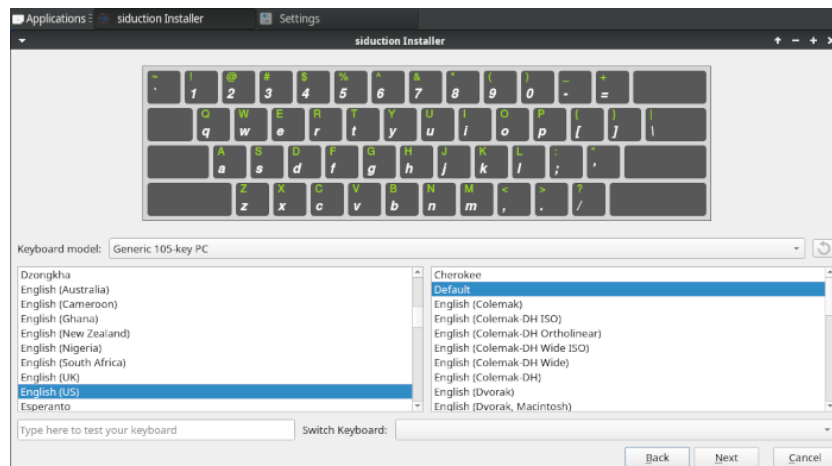 Applications siduction Installer Settings
siduction Installer
~ ! @ # $ % ^ & * ( ) _ +
` 1 2 3 4 5 6 7 8 9 0 - =
Q W E R T Y U I O P { } |
q w e r t y u i o p [ ] \
A S D F G H J K L : "
a s d f g h j k l ; '
Z X C V B N M < > ?
z x c v b n m , . /
Keyboard model: Generic 105-key PC
Dzongkha
English (Australia)
English (Cameroon)
English (Ghana)
English (New Zealand)
English (Nigeria)
English (South Africa)
English (UK)
English (US)
Esperanto
Cherokee
Default
English (Colemak)
English (Colemak-DH ISO)
English (Colemak-DH Ortholinear)
English (Colemak-DH Wide ISO)
English (Colemak-DH Wide)
English (Colemak-DH)
English (Dvorak)
English (Dvorak, Macintosh)
Type here to test your keyboard Switch Keyboard:
Back Next Cancel